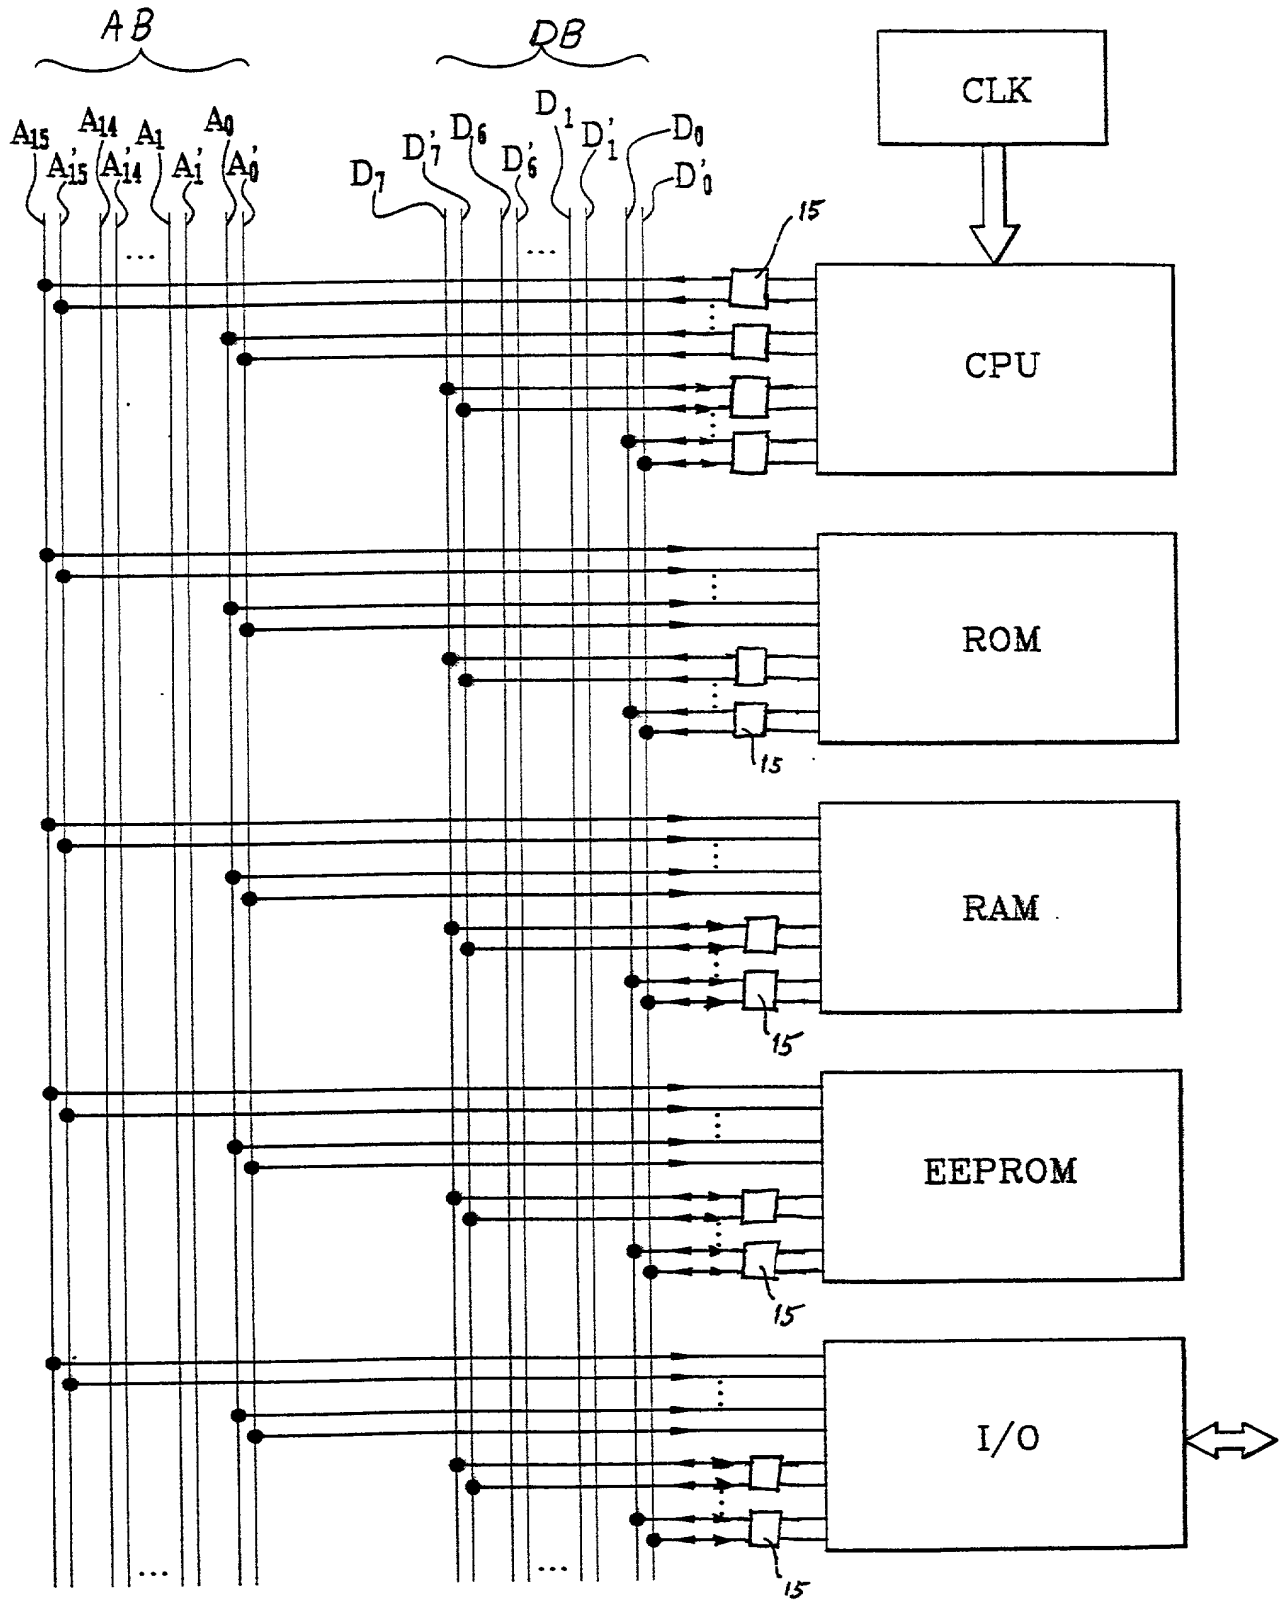 AB
DB
CLK
A15
A'15
A14
A'14
A1
A'1
A0
A'0
D7
D'7
D6
D'6
D1
D'1
D0
D'0
...
...
15
CPU
ROM
15
RAM
15
EEPROM
15
I/O
15
...
...